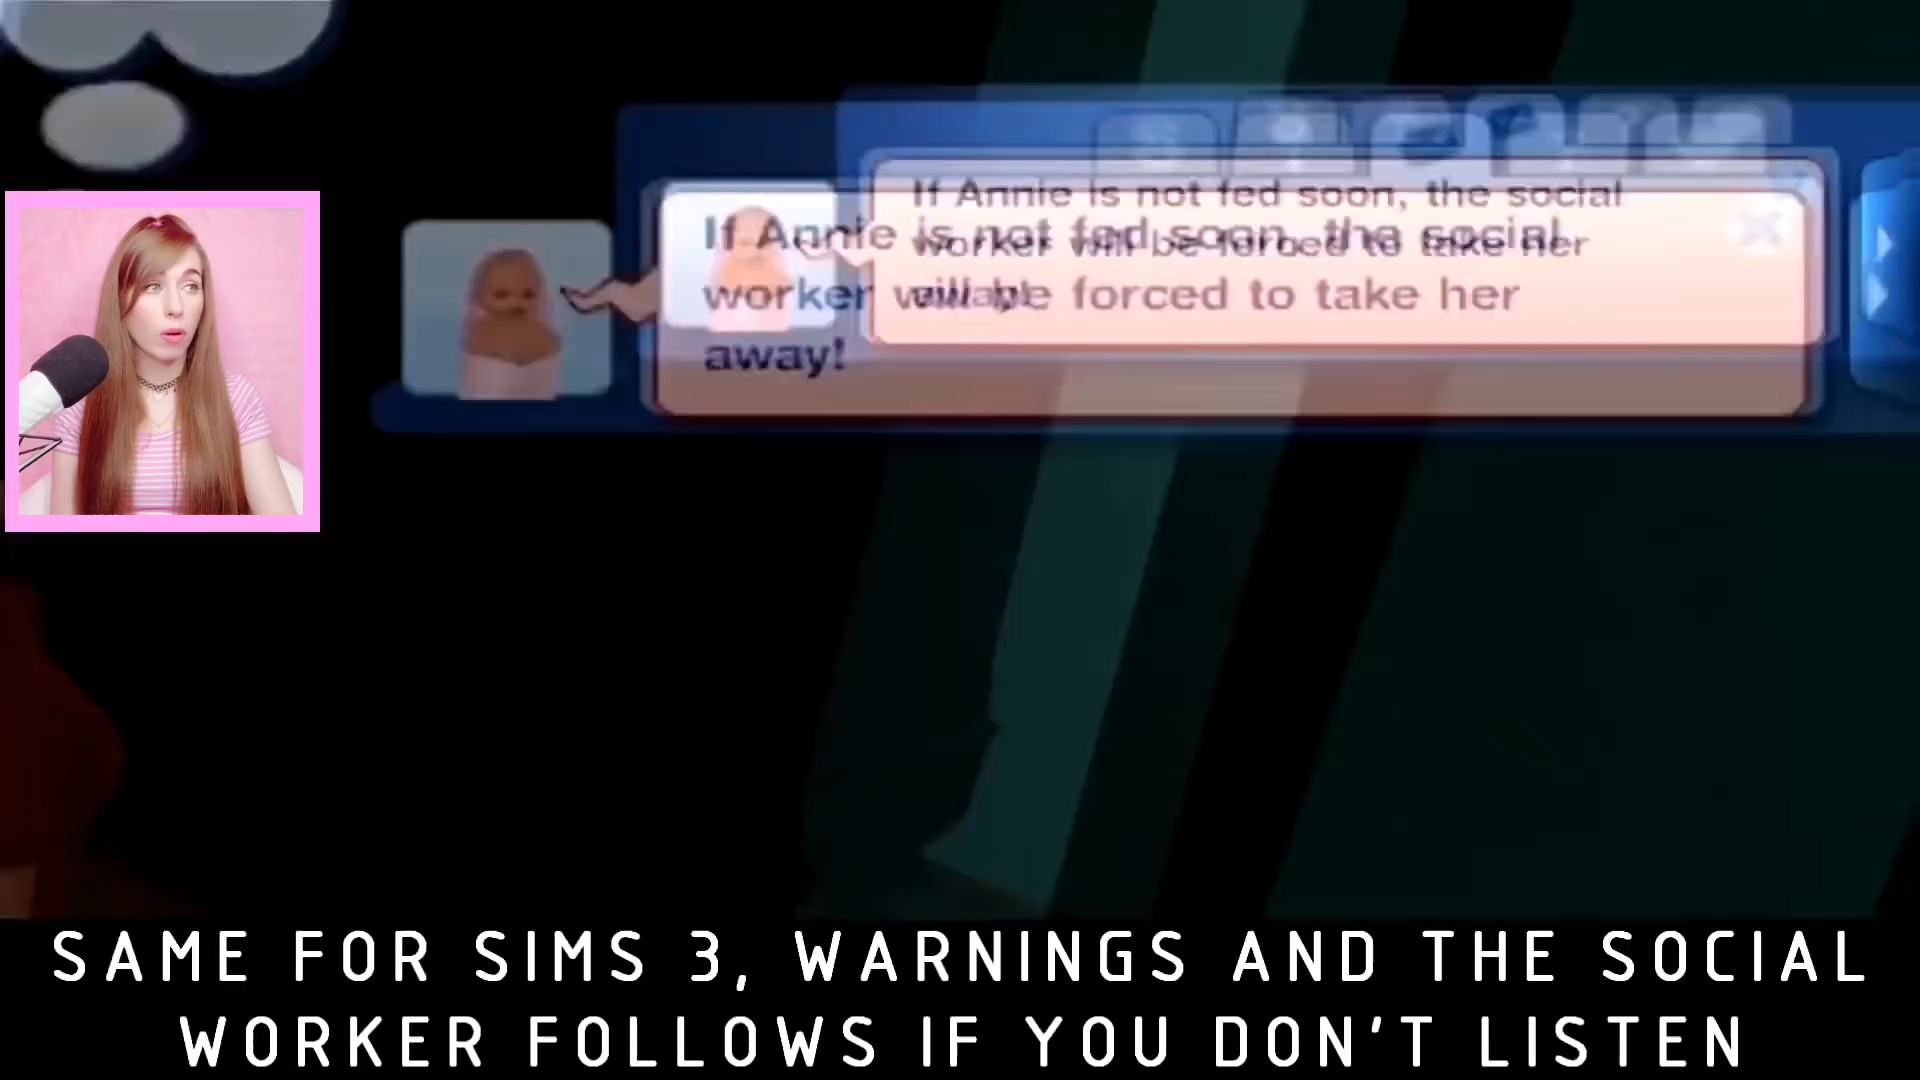 If Annie is not fed soon, the social
worker will be forced to take her
away!
If Annie is not fed soon, the social
worker will be forced to take her
away!
SAME FOR SIMS 3, WARNINGS AND THE SOCIAL
WORKER FOLLOWS IF YOU DON'T LISTEN